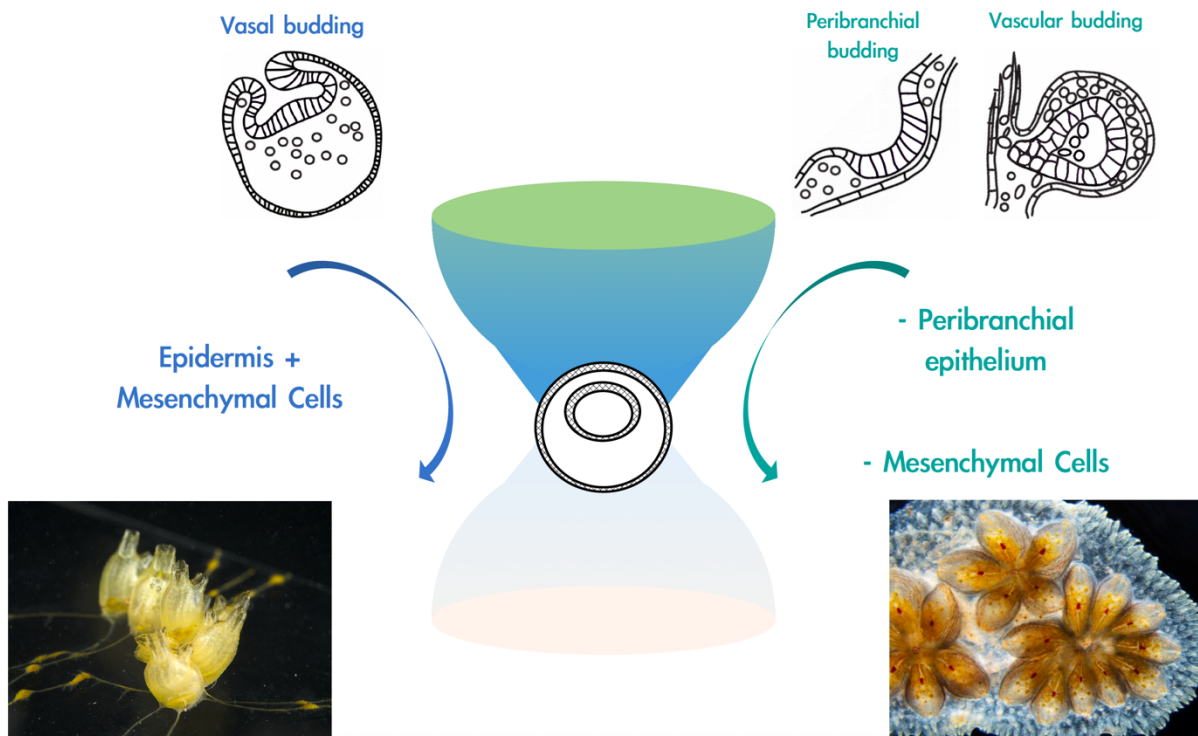 Vasal budding
Peribranchial
budding
Vascular budding
Epidermis +
Mesenchymal Cells
- Peribranchial
epithelium
- Mesenchymal Cells